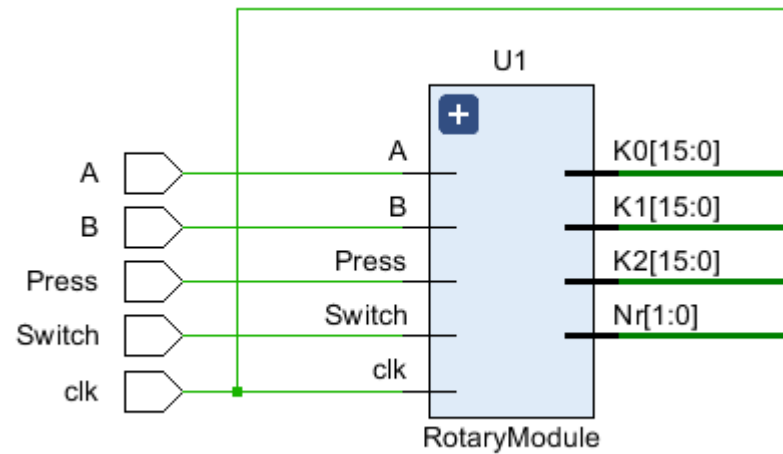 U1
A A K0[15:0]
B B K1[15:0]
Press Press K2[15:0]
Switch Switch Nr[1:0]
clk clk
RotaryModule